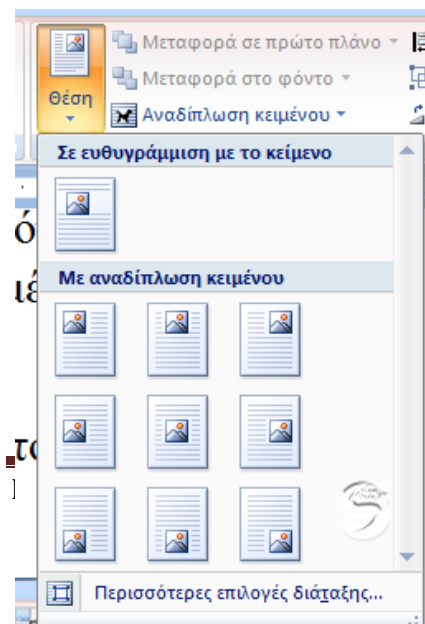 Μεταφορά σε πρώτο πλάνο
Μεταφορά στο φόντο
Θέση
Αναδίπλωση κειμένου
Σε ευθυγράμμιση με το κείμενο
Με αναδίπλωση κειμένου
Περισσότερες επιλογές διάταξης...